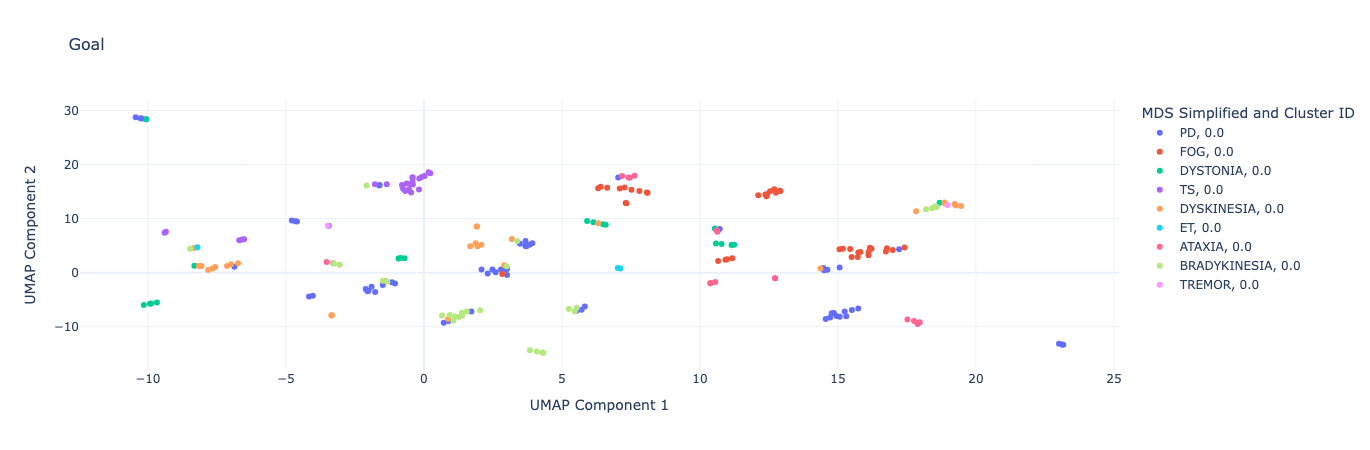 Goal
MDS Simplified and Cluster ID
PD, 0.0
FOG, 0.0
DYSTONIA, 0.0
TS, 0.0
DYSKINESIA, 0.0
ET, 0.0
ATAXIA, 0.0
BRADYKINESIA, 0.0
TREMOR, 0.0
UMAP Component 2
30
20
10
0
−10
−10 −5 0 5 10 15 20 25
UMAP Component 1